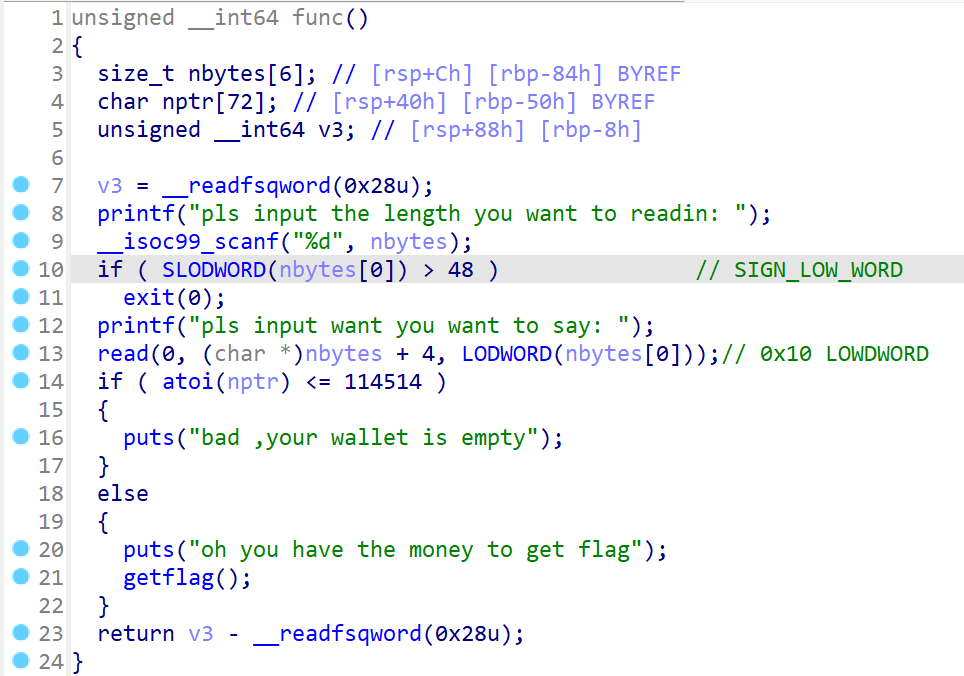 1 unsigned __int64 func()
2 {
3   size_t nbytes[6]; // [rsp+Ch] [rbp-84h] BYREF
4   char nptr[72]; // [rsp+40h] [rbp-50h] BYREF
5   unsigned __int64 v3; // [rsp+88h] [rbp-8h]
6
7   v3 = __readfsqword(0x28u);
8   printf("pls input the length you want to readin: ");
9   __isoc99_scanf("%d", nbytes);
10   if ( SLODWORD(nbytes[0]) > 48 )                // SIGN_LOW_WORD
11     exit(0);
12   printf("pls input want you want to say: ");
13   read(0, (char *)nbytes + 4, LODWORD(nbytes[0]));// 0x10 LOWDWORD
14   if ( atoi(nptr) <= 114514 )
15   {
16     puts("bad ,your wallet is empty");
17   }
18   else
19   {
20     puts("oh you have the money to get flag");
21     getflag();
22   }
23   return v3 - __readfsqword(0x28u);
24 }